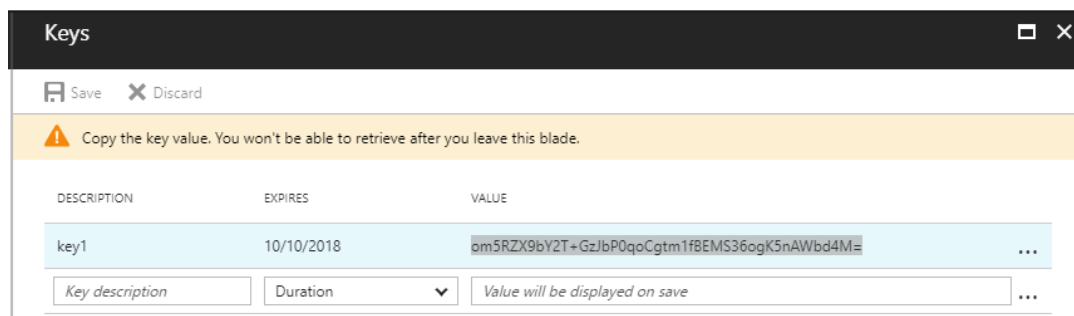 Keys
Save Discard
Copy the key value. You won't be able to retrieve after you leave this blade.
DESCRIPTION EXPIRES VALUE
key1 10/10/2018 om5RZX9bY2T+GzJbP0qoCgtm1fBEMS36ogK5nAWbd4M= ...
Key description Duration Value will be displayed on save ...